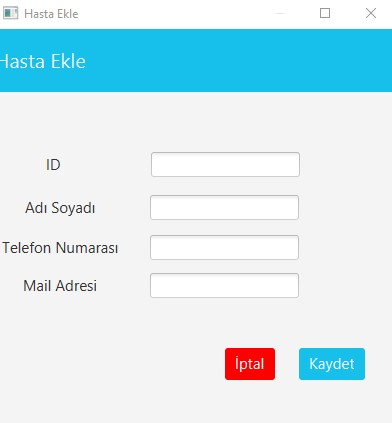 Hasta Ekle
Hasta Ekle
ID
Adı Soyadı
Telefon Numarası
Mail Adresi
İptal Kaydet